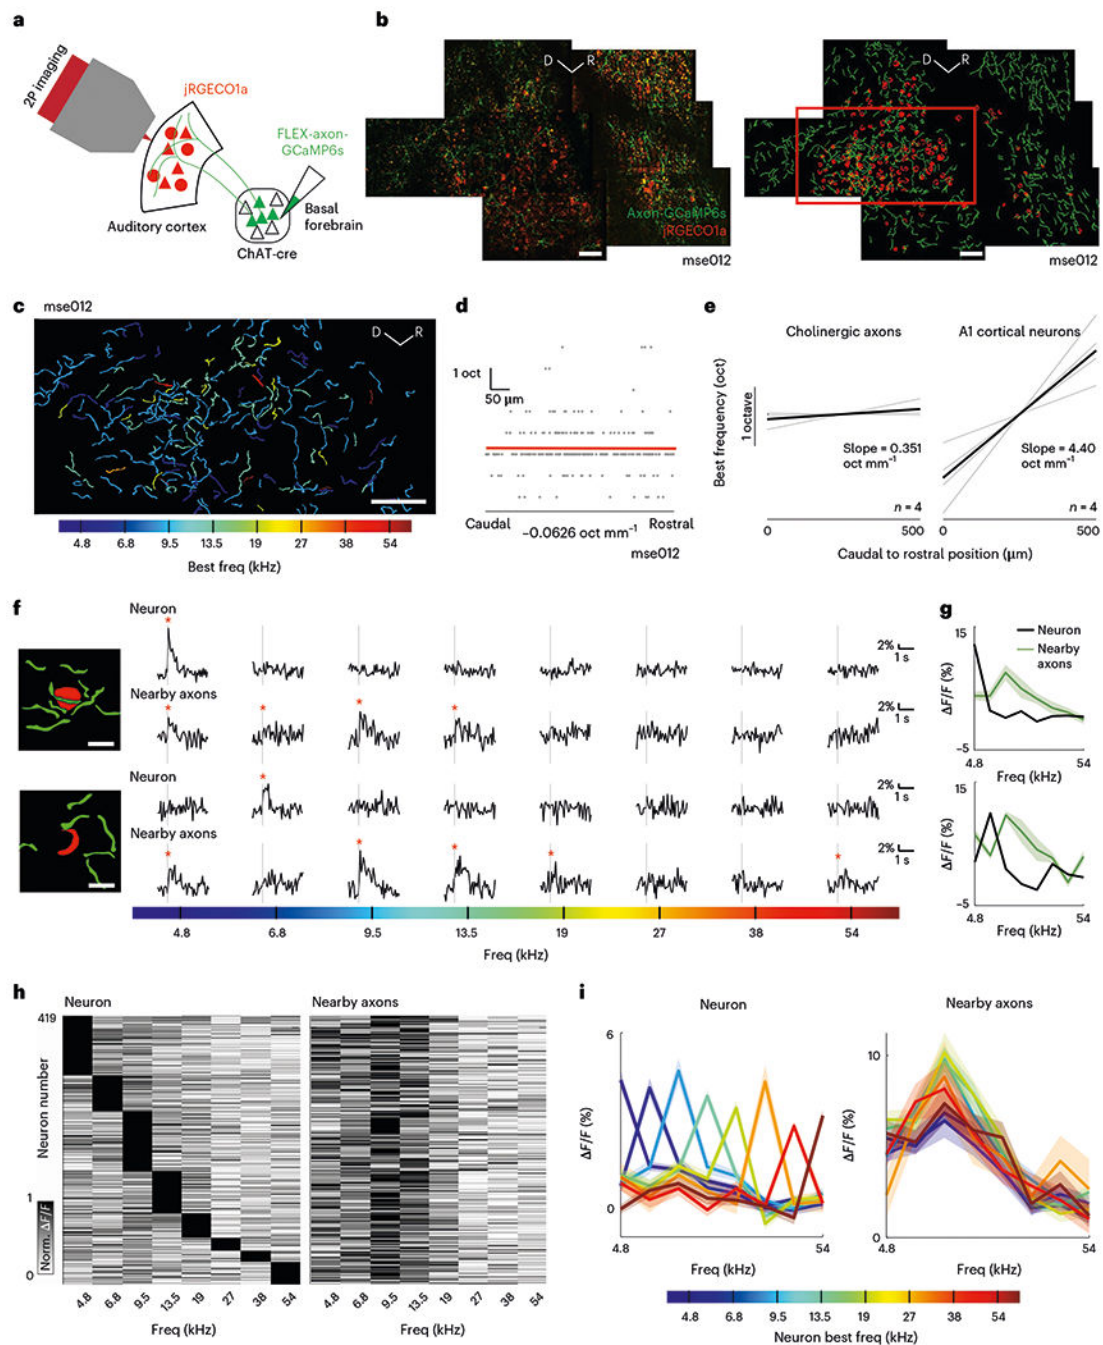 a
2P imaging
jRGECO1a
FLEX-axon-
GCaMP6s
Auditory cortex
Basal
forebrain
ChAT-cre
b
D R
Axon-GCaMP6s
jRGECO1a
mse012
D R
mse012
c
mse012
D R
4.8 6.8 9.5 13.5 19 27 38 54
Best freq (kHz)
d
1 oct
50 µm
Caudal Rostral
−0.0626 oct mm−1
mse012
e
Cholinergic axons
A1 cortical neurons
Best frequency (oct)
1 octave
Slope = 0.351
oct mm−1
n = 4
Slope = 4.40
oct mm−1
n = 4
0 500 0 500
Caudal to rostral position (µm)
f
Neuron
2%
1 s
Nearby axons
2%
1 s
Neuron
2%
1 s
Nearby axons
2%
1 s
4.8 6.8 9.5 13.5 19 27 38 54
Freq (kHz)
g
15
Neuron
Nearby
axons
ΔF/F (%)
−5
4.8 54
Freq (kHz)
15
ΔF/F (%)
−5
4.8 54
Freq (kHz)
h
Neuron
Nearby axons
419
Neuron number
1
Norm. ΔF/F
0
4.8 6.8 9.5 13.5 19 27 38 54
Freq (kHz)
4.8 6.8 9.5 13.5 19 27 38 54
Freq (kHz)
i
Neuron
Nearby axons
6
ΔF/F (%)
0
4.8 54
Freq (kHz)
10
ΔF/F (%)
0
4.8 54
Freq (kHz)
4.8 6.8 9.5 13.5 19 27 38 54
Neuron best freq (kHz)